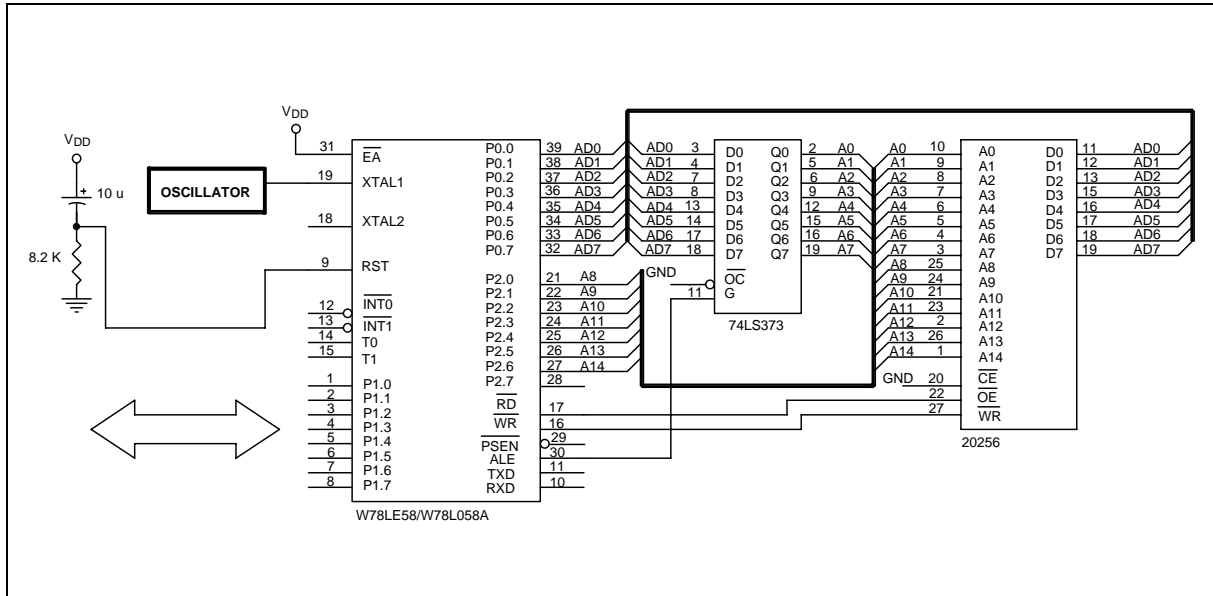 VDD
10 u
8.2 K
OSCILLATOR
VDD
31 EA
19 XTAL1
18 XTAL2
9 RST
12 INT0
13 INT1
14 T0
15 T1
1 P1.0
2 P1.1
3 P1.2
4 P1.3
5 P1.4
6 P1.5
7 P1.6
8 P1.7
P0.0 39 AD0
P0.1 38 AD1
P0.2 37 AD2
P0.3 36 AD3
P0.4 35 AD4
P0.5 34 AD5
P0.6 33 AD6
P0.7 32 AD7
P2.0 21 A8
P2.1 22 A9
P2.2 23 A10
P2.3 24 A11
P2.4 25 A12
P2.5 26 A13
P2.6 27 A14
P2.7 28
RD 17
WR 16
PSEN 29
ALE 30
TXD 11
RXD 10
W78LE58/W78L058A
AD0 3 D0 Q0 2 A0
AD1 4 D1 Q1 5 A1
AD2 7 D2 Q2 6 A2
AD3 8 D3 Q3 9 A3
AD4 13 D4 Q4 12 A4
AD5 14 D5 Q5 15 A5
AD6 17 D6 Q6 16 A6
AD7 18 D7 Q7 19 A7
GND OC
11 G
74LS373
A0 10 A0 D0 11 AD0
A1 9 A1 D1 12 AD1
A2 8 A2 D2 13 AD2
A3 7 A3 D3 15 AD3
A4 6 A4 D4 16 AD4
A5 5 A5 D5 17 AD5
A6 4 A6 D6 18 AD6
A7 3 A7 D7 19 AD7
A8 25 A8
A9 24 A9
A10 21 A10
A11 23 A11
A12 2 A12
A13 26 A13
A14 1 A14
GND 20 CE
22 OE
27 WR
20256